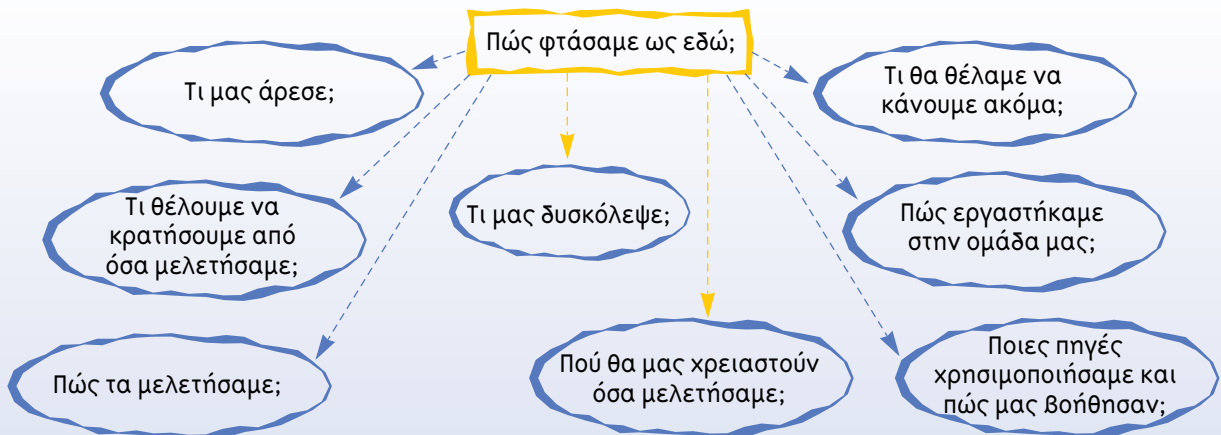 Πώς φτάσαμε ως εδώ;
Τι μας άρεσε;
Τι θα θέλαμε να
κάνουμε ακόμα;
Τι θέλουμε να
κρατήσουμε από
όσα μελετήσαμε;
Τι μας δυσκόλεψε;
Πώς εργαστήκαμε
στην ομάδα μας;
Πώς τα μελετήσαμε;
Πού θα μας χρειαστούν
όσα μελετήσαμε;
Ποιες πηγές
χρησιμοποιήσαμε και
πώς μας βοήθησαν;